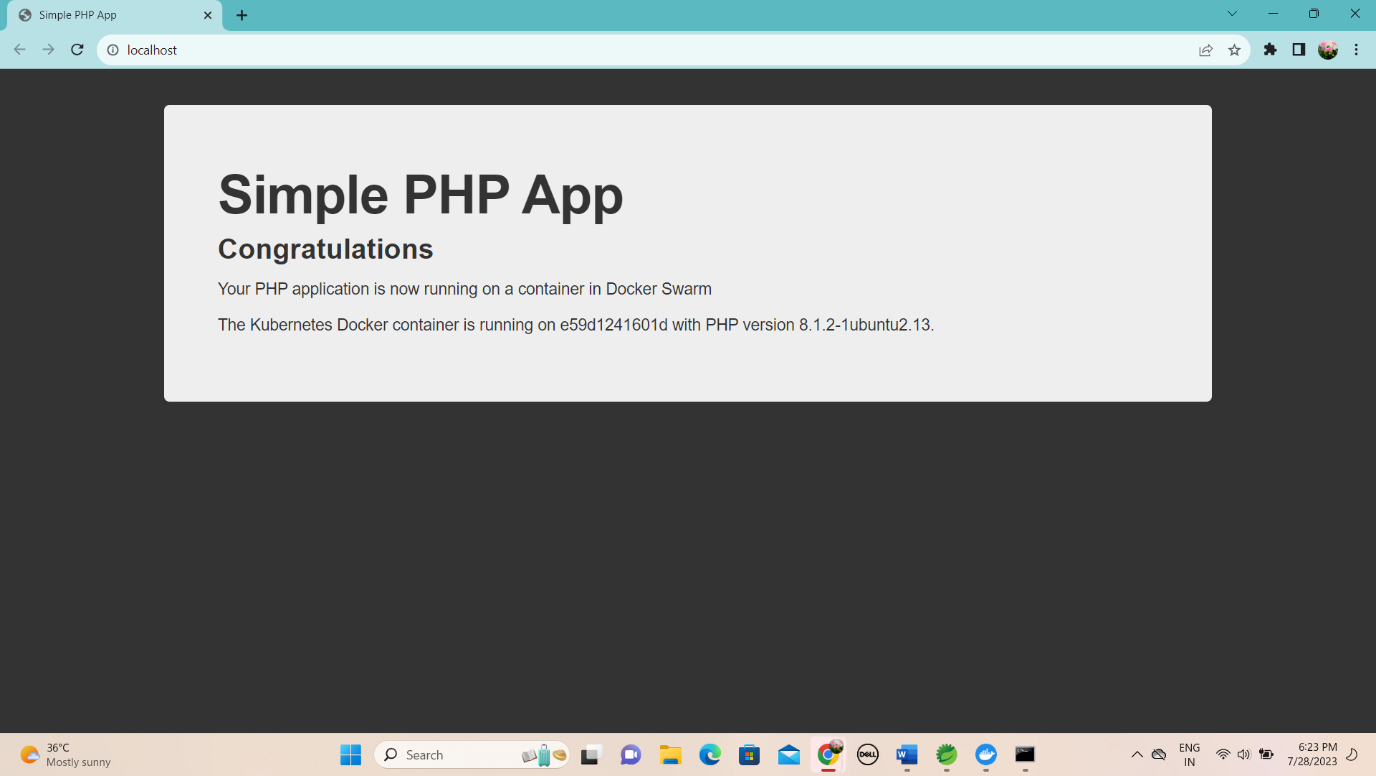 Simple PHP App
localhost
Simple PHP App
Congratulations
Your PHP application is now running on a container in Docker Swarm
The Kubernetes Docker container is running on e59d1241601d with PHP version 8.1.2-1ubuntu2.13.
36°C
Mostly sunny
Search
DELL
W
ENG
IN
6:23 PM
7/28/2023